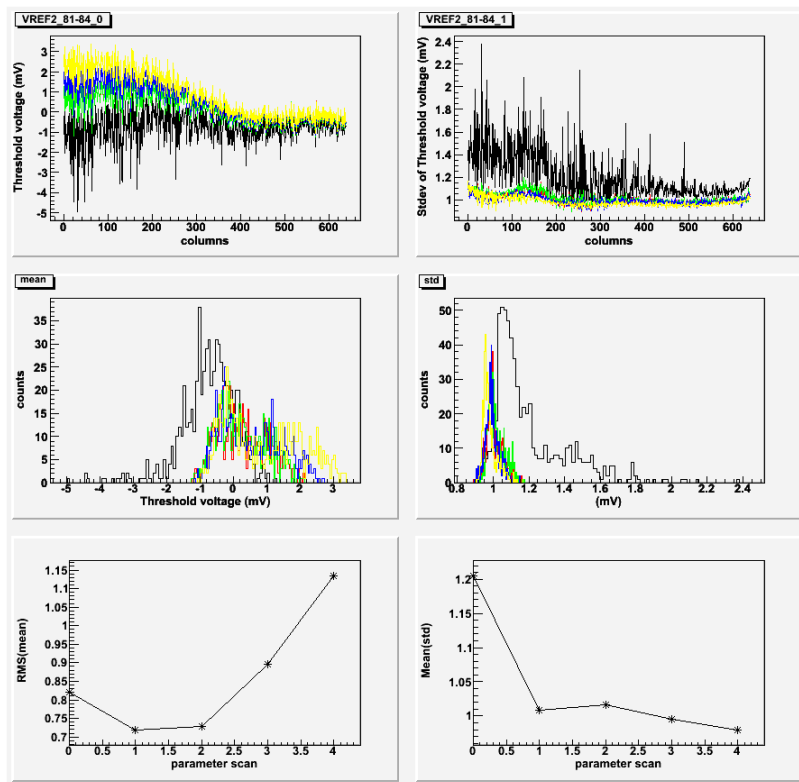 VREF2_81-84_0
Threshold voltage (mV)
3
2
1
0
-1
-2
-3
-4
-5
0 100 200 300 400 500 600
columns
VREF2_81-84_1
Stdev of Threshold voltage (mV)
2.4
2.2
2
1.8
1.6
1.4
1.2
1
0 100 200 300 400 500 600
columns
mean
counts
35
30
25
20
15
10
5
0
-5 -4 -3 -2 -1 0 1 2 3
Threshold voltage (mV)
std
counts
50
40
30
20
10
0
0.8 1 1.2 1.4 1.6 1.8 2 2.2 2.4
(mV)
RMS(mean)
1.15
1.1
1.05
1
0.95
0.9
0.85
0.8
0.75
0.7
0 0.5 1 1.5 2 2.5 3 3.5 4
parameter scan
Mean(std)
1.2
1.15
1.1
1.05
1
0 0.5 1 1.5 2 2.5 3 3.5 4
parameter scan